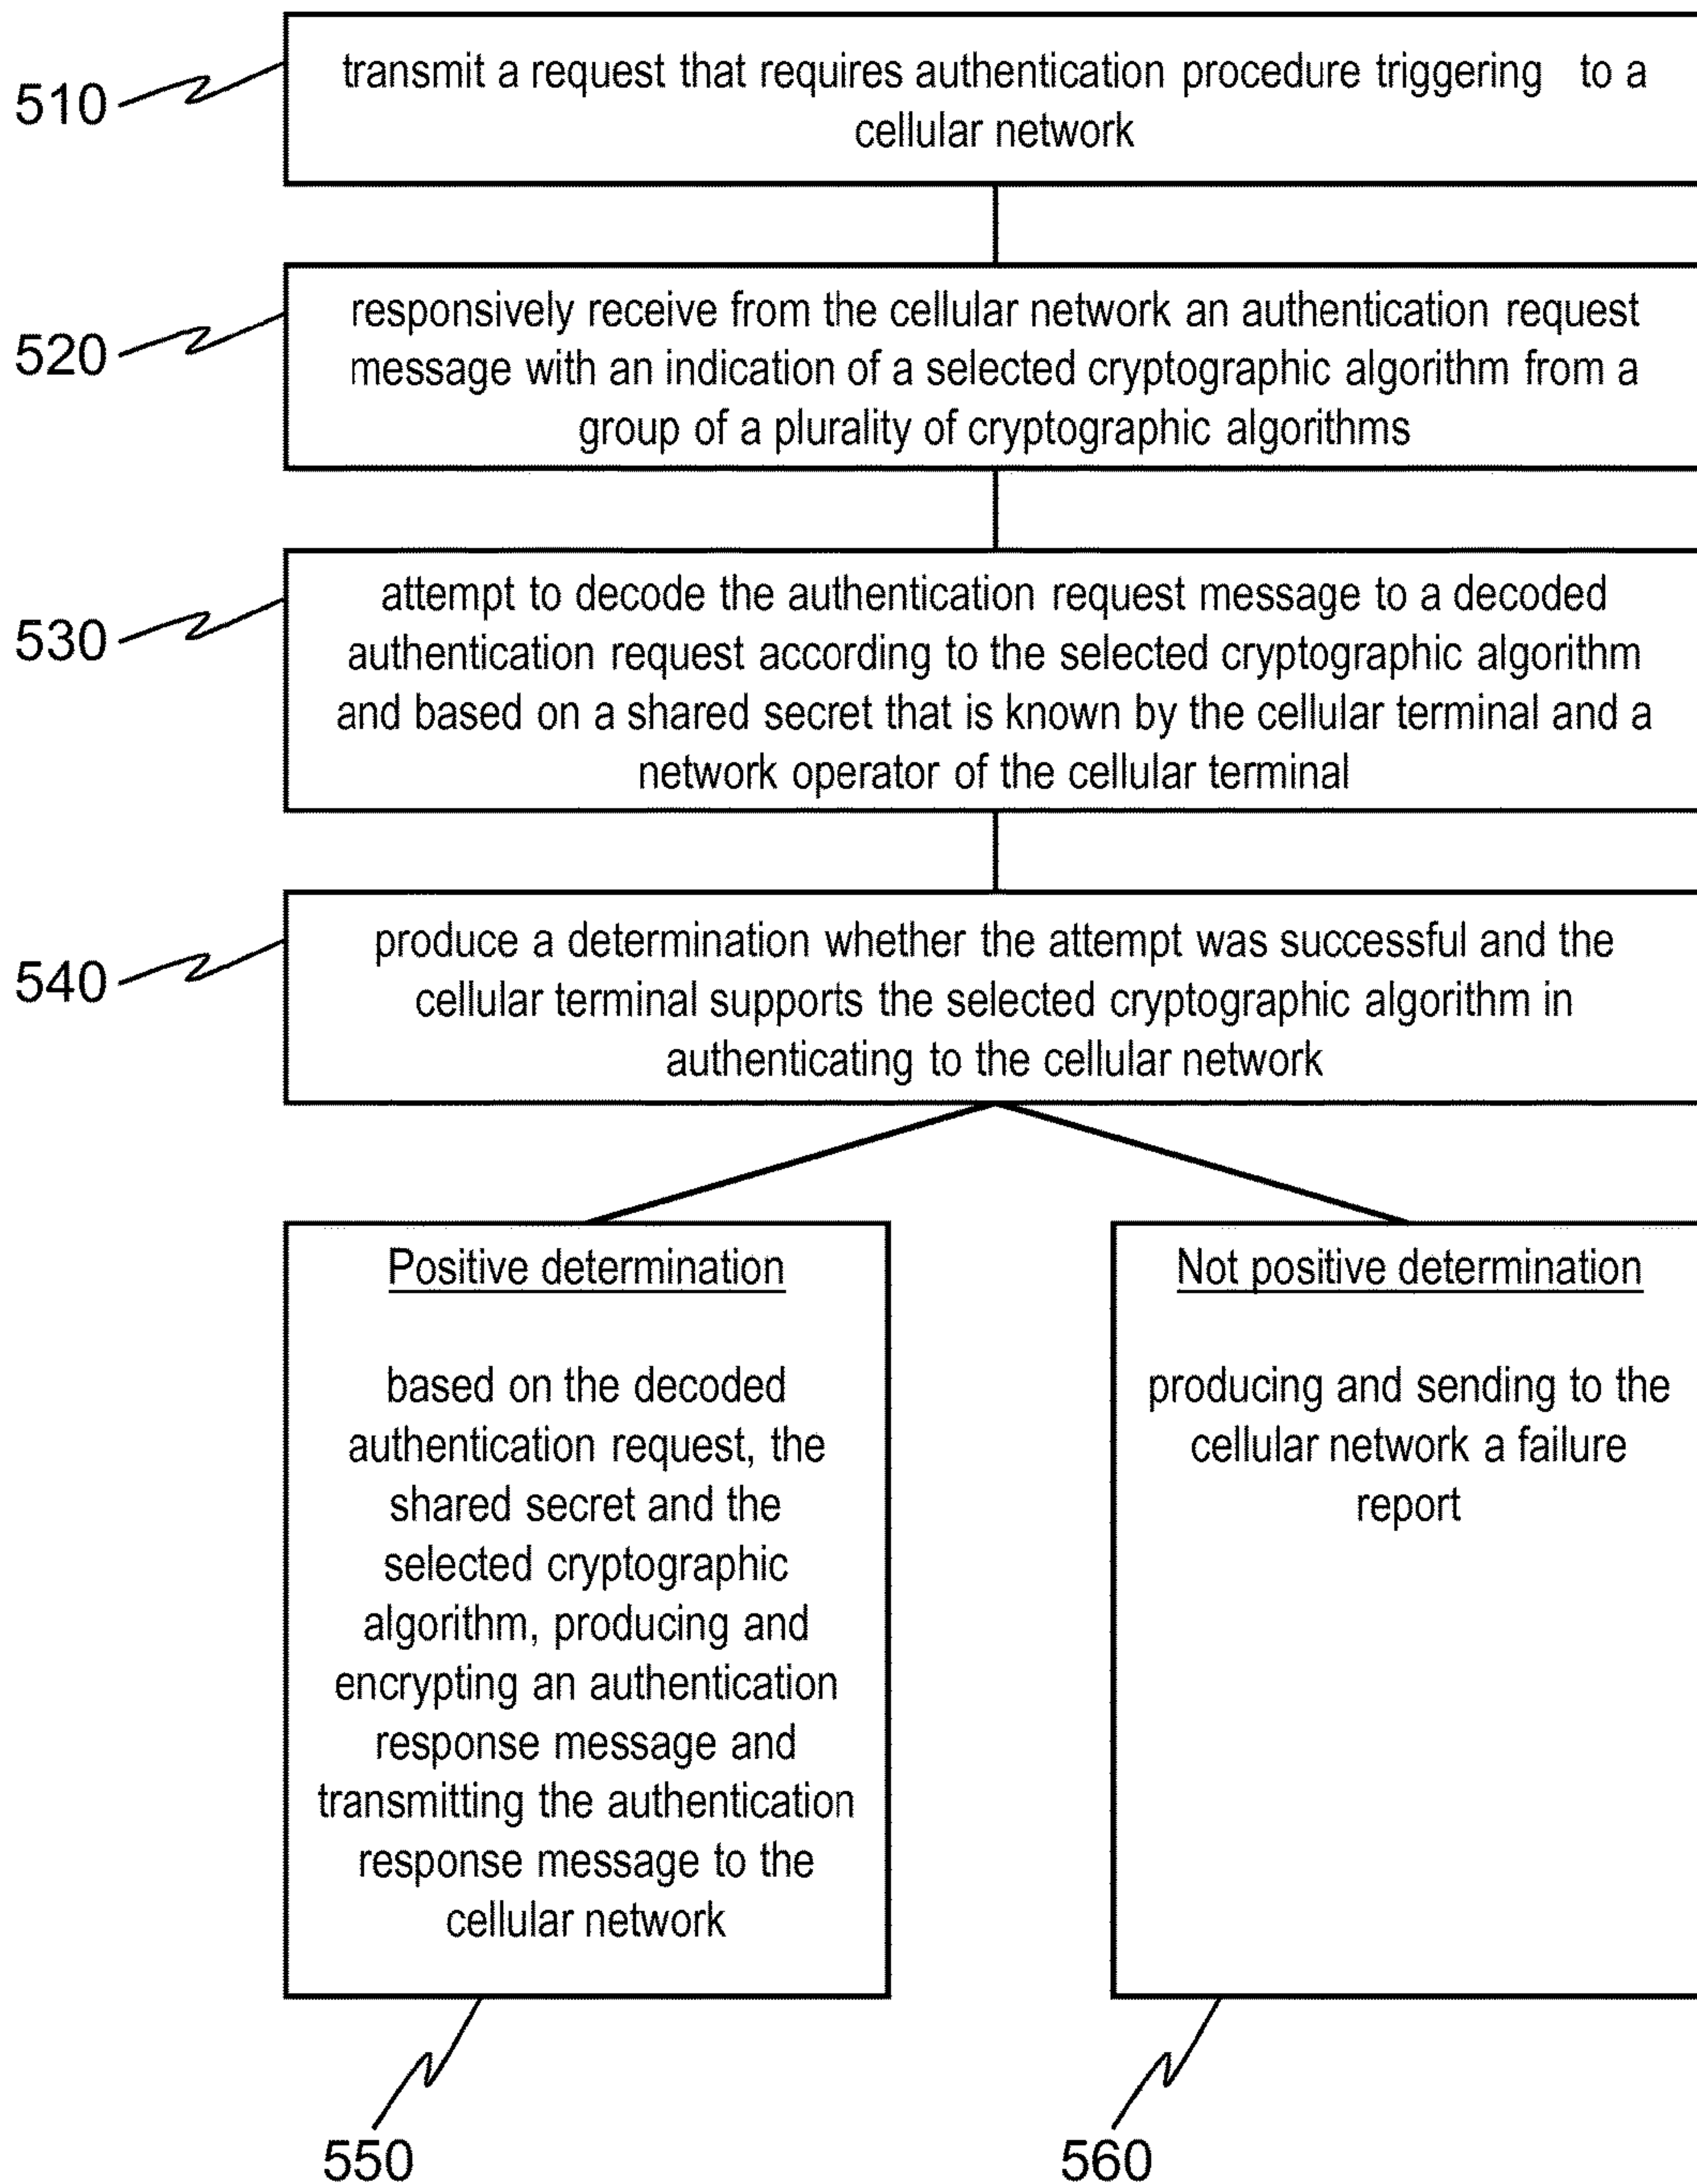 510
transmit a request that requires authentication procedure triggering to a
cellular network
520
responsively receive from the cellular network an authentication request
message with an indication of a selected cryptographic algorithm from a
group of a plurality of cryptographic algorithms
530
attempt to decode the authentication request message to a decoded
authentication request according to the selected cryptographic algorithm
and based on a shared secret that is known by the cellular terminal and a
network operator of the cellular terminal
540
produce a determination whether the attempt was successful and the
cellular terminal supports the selected cryptographic algorithm in
authenticating to the cellular network
Positive determination
based on the decoded
authentication request, the
shared secret and the
selected cryptographic
algorithm, producing and
encrypting an authentication
response message and
transmitting the authentication
response message to the
cellular network
550
Not positive determination
producing and sending to the
cellular network a failure
report
560